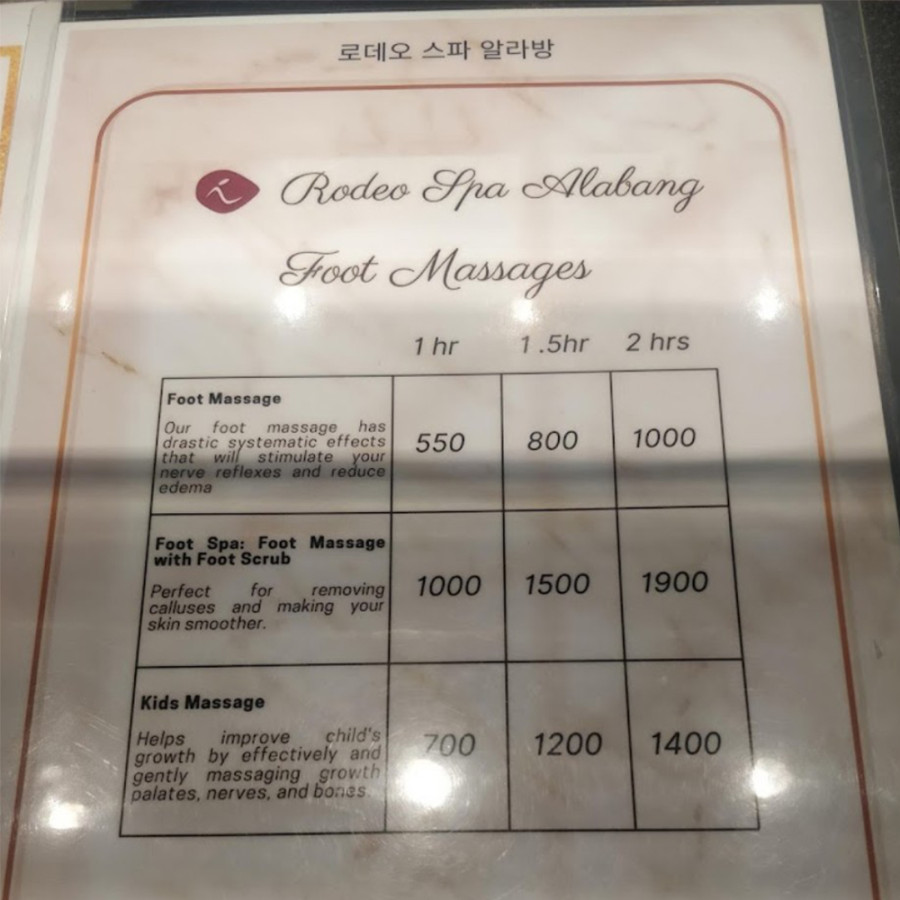 로데오 스파 알라방
Rodeo Spa Alabang
Foot Massages
1 hr 1 .5hr 2 hrs
Foot Massage
Our foot massage has
drastic systematic effects
that will stimulate your
nerve reflexes and reduce
edema
550 800 1000
Foot Spa: Foot Massage
with Foot Scrub
Perfect for removing
calluses and making your
skin smoother.
1000 1500 1900
Kids Massage
Helps improve child's
growth by effectively and
gently massaging growth
palates, nerves, and bones.
700 1200 1400